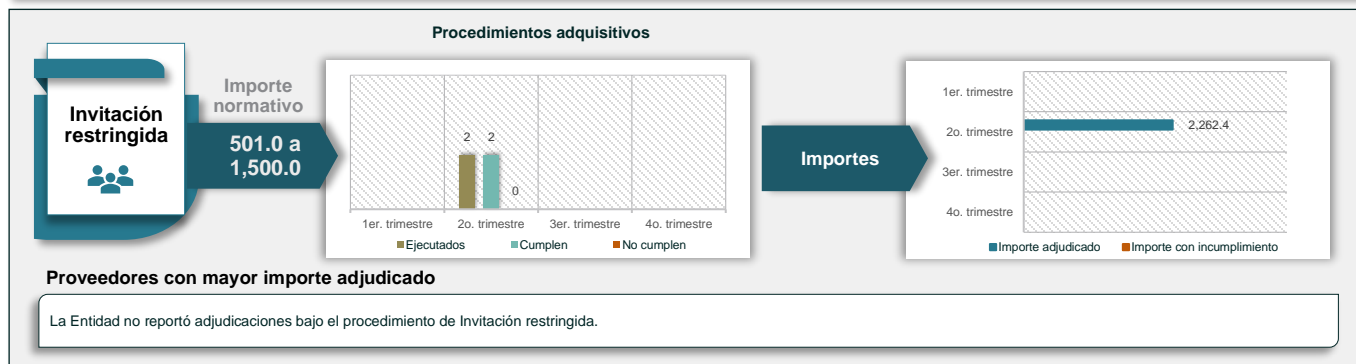 Procedimientos adquisitivos
Invitación
restringida
Importe
normativo
501.0 a
1,500.0
2
2
0
1er. trimestre
2o. trimestre
3er. trimestre
4o. trimestre
Ejecutados
Cumplen
No cumplen
Importes
1er. trimestre
2o. trimestre
2,262.4
3er. trimestre
4o. trimestre
Importe adjudicado
Importe con incumplimiento
Proveedores con mayor importe adjudicado
La Entidad no reportó adjudicaciones bajo el procedimiento de Invitación restringida.